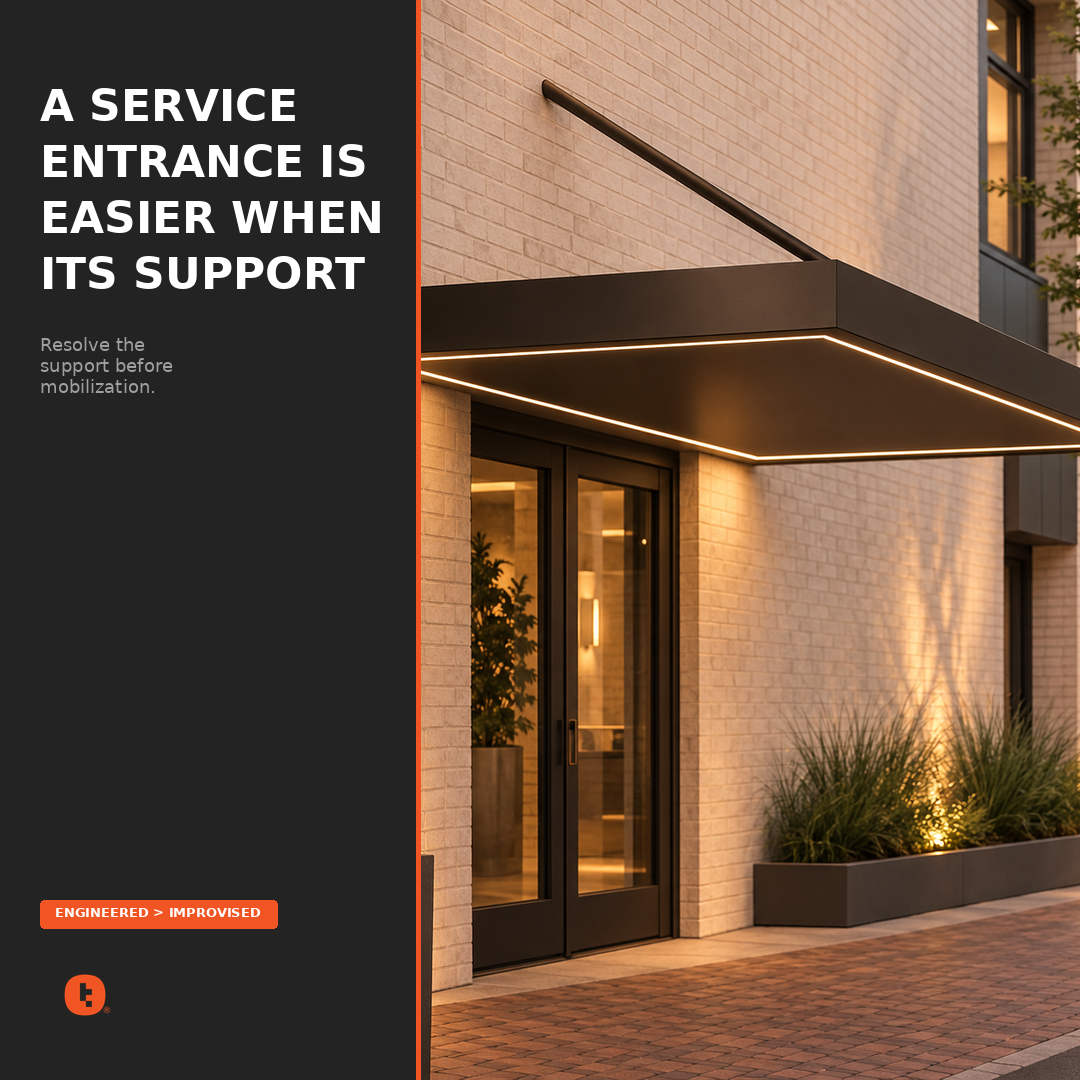 A SERVICE
ENTRANCE IS
EASIER WHEN
ITS SUPPORT
Resolve the
support before
mobilization.
ENGINEERED > IMPROVISED
t®